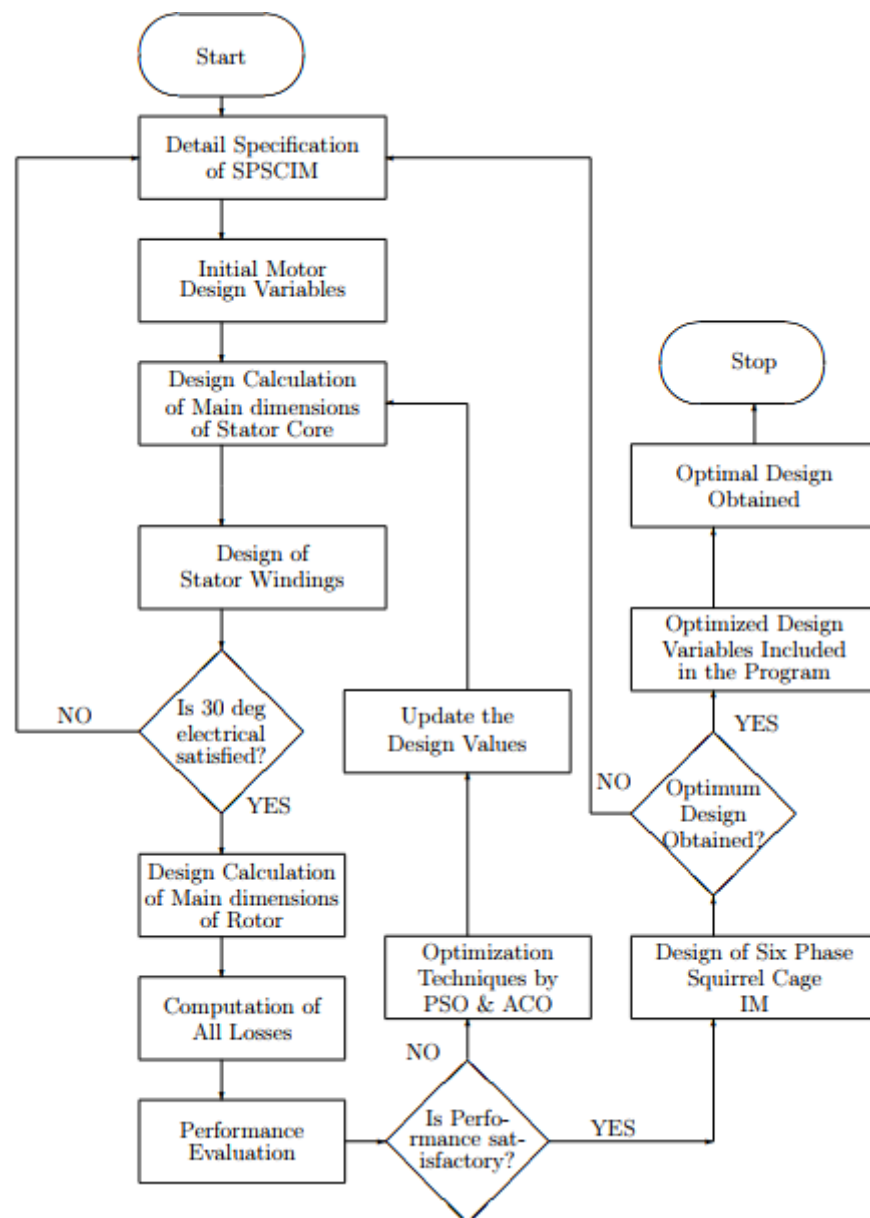 Start
Detail Specification
of SPSCIM
Initial Motor
Design Variables
Design Calculation
of Main dimensions
of Stator Core
Design of
Stator Windings
Is 30 deg
electrical
satisfied?
NO
YES
Design Calculation
of Main dimensions
of Rotor
Computation of
All Losses
Performance
Evaluation
Is Perfo-
rmance sat-
isfactory?
NO
YES
Optimization
Techniques by
PSO & ACO
Update the
Design Values
Design of Six Phase
Squirrel Cage
IM
Optimum
Design
Obtained?
NO
YES
Optimized Design
Variables Included
in the Program
Optimal Design
Obtained
Stop